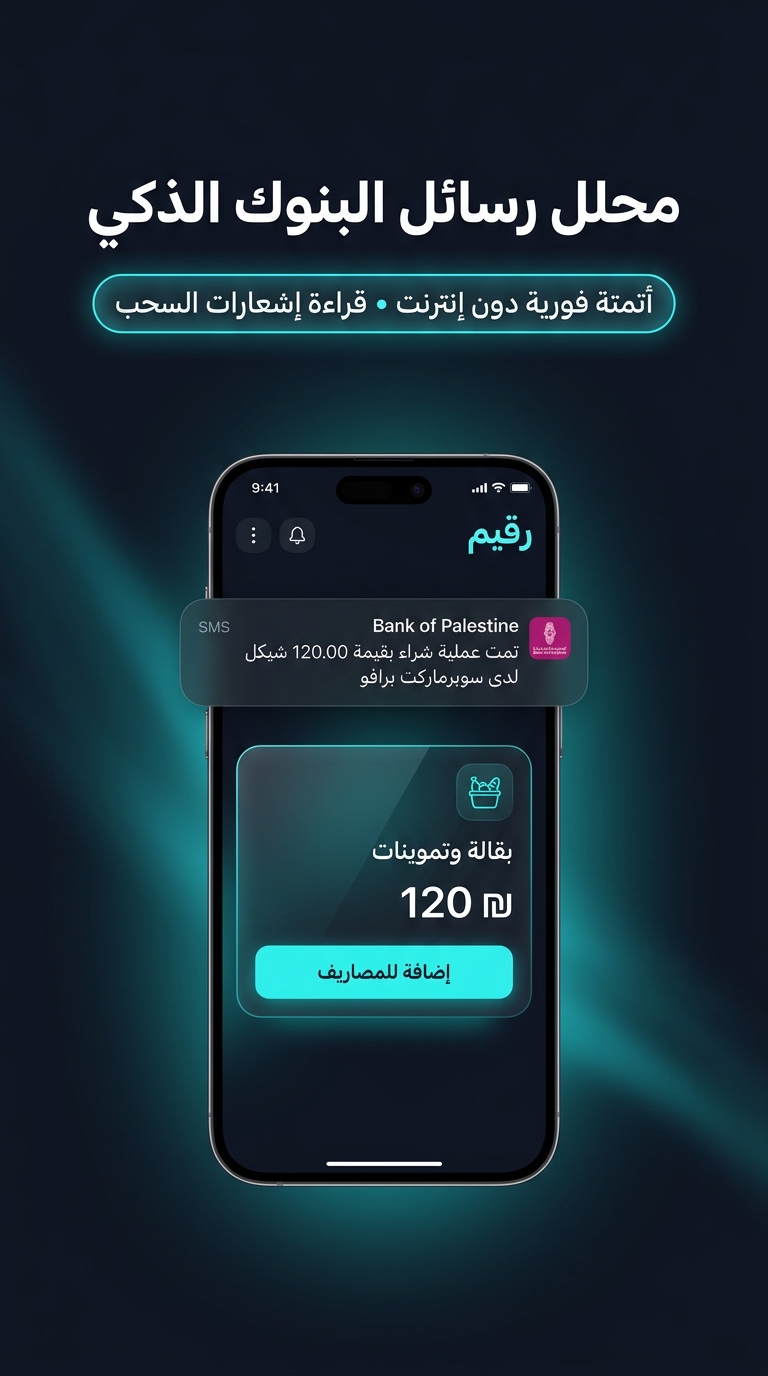 محلل رسائل البنوك الذكي
أتمتة فورية دون إنترنت • قراءة إشعارات السحب
9:41
رقيم
Bank of Palestine
SMS
تمت عملية شراء بقيمة 120.00 شيكل
لدى سوبرماركت برافو
بقالة وتموينات
120 ₪
إضافة للمصاريف